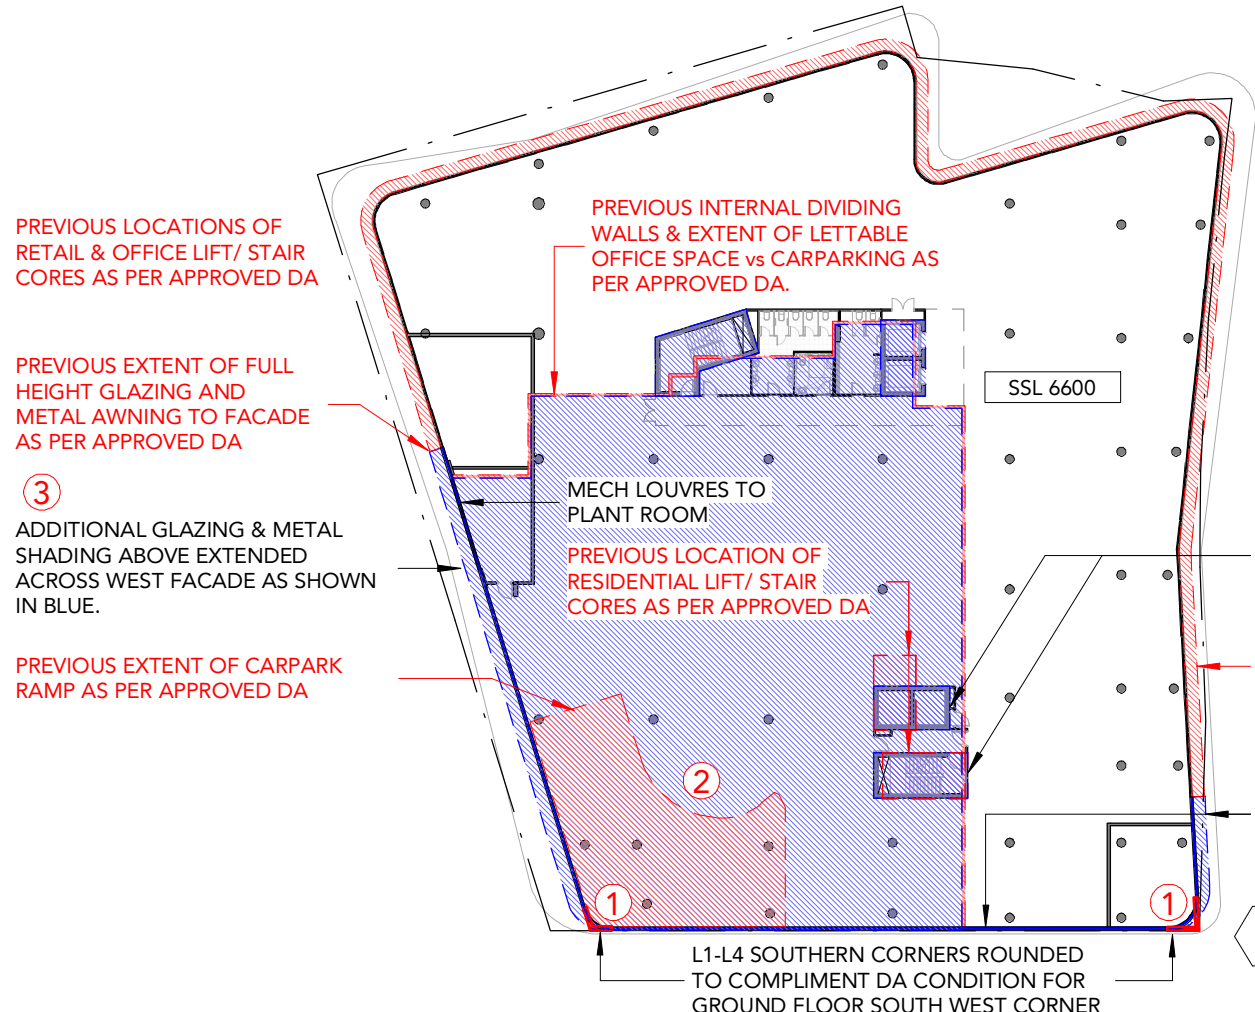 PREVIOUS LOCATIONS OF
RETAIL & OFFICE LIFT/ STAIR
CORES AS PER APPROVED DA
PREVIOUS INTERNAL DIVIDING
WALLS & EXTENT OF LETTABLE
OFFICE SPACE vs CARPARKING AS
PER APPROVED DA.
PREVIOUS EXTENT OF FULL
HEIGHT GLAZING AND
METAL AWNING TO FACADE
AS PER APPROVED DA
SSL 6600
3
ADDITIONAL GLAZING & METAL
SHADING ABOVE EXTENDED
ACROSS WEST FACADE AS SHOWN
IN BLUE.
MECH LOUVRES TO
PLANT ROOM
PREVIOUS LOCATION OF
RESIDENTIAL LIFT/ STAIR
CORES AS PER APPROVED DA
PREVIOUS EXTENT OF CARPARK
RAMP AS PER APPROVED DA
2
1
1
L1-L4 SOUTHERN CORNERS ROUNDED
TO COMPLIMENT DA CONDITION FOR
GROUND FLOOR SOUTH WEST CORNER